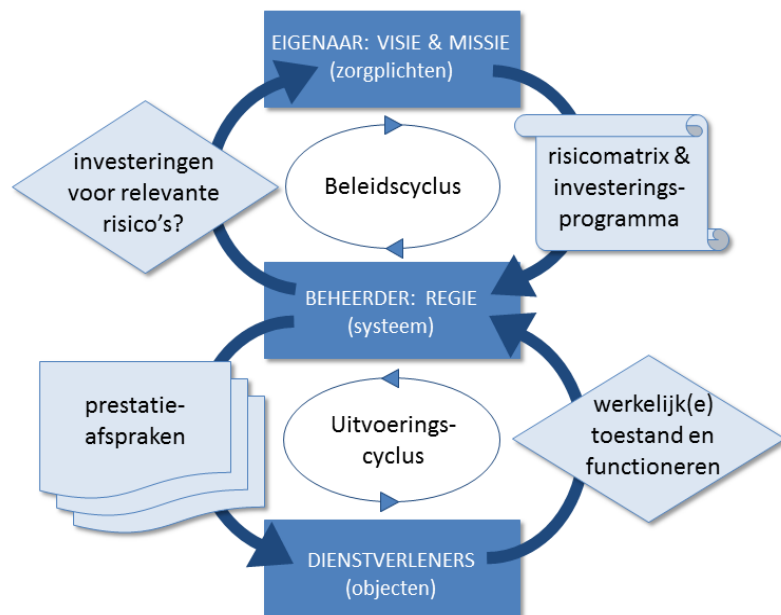 EIGENAAR: VISIE & MISSIE
(zorgplichten)
investeringen
voor relevante
risico's?
Beleidscyclus
risicomatrix &
investerings-
programma
BEHEERDER: REGIE
(systeem)
prestatie-
afspraken
Uitvoerings-
cyclus
werkelijk(e)
toestand en
functioneren
DIENSTVERLENERS
(objecten)